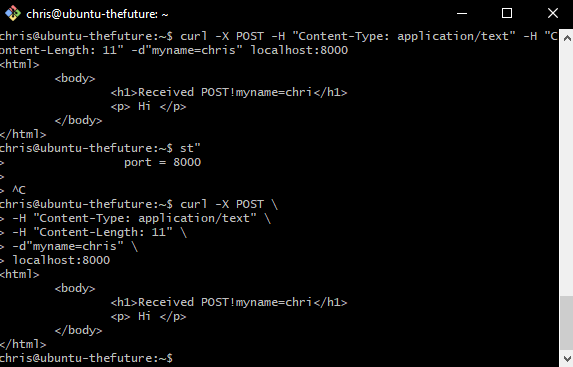 chris@ubuntu-thefuture: ~
chris@ubuntu-thefuture:~$ curl -X POST -H "Content-Type: application/text" -H "C
ontent-Length: 11" -d"myname=chris" localhost:8000
<html>
        <body>
                <h1>Received POST!myname=chri</h1>
                <p> Hi </p>
        </body>
</html>
chris@ubuntu-thefuture:~$ st"
>                 port = 8000
>
> ^C
chris@ubuntu-thefuture:~$ curl -X POST \
> -H "Content-Type: application/text" \
> -H "Content-Length: 11" \
> -d"myname=chris" \
> localhost:8000
<html>
        <body>
                <h1>Received POST!myname=chri</h1>
                <p> Hi </p>
        </body>
</html>
chris@ubuntu-thefuture:~$